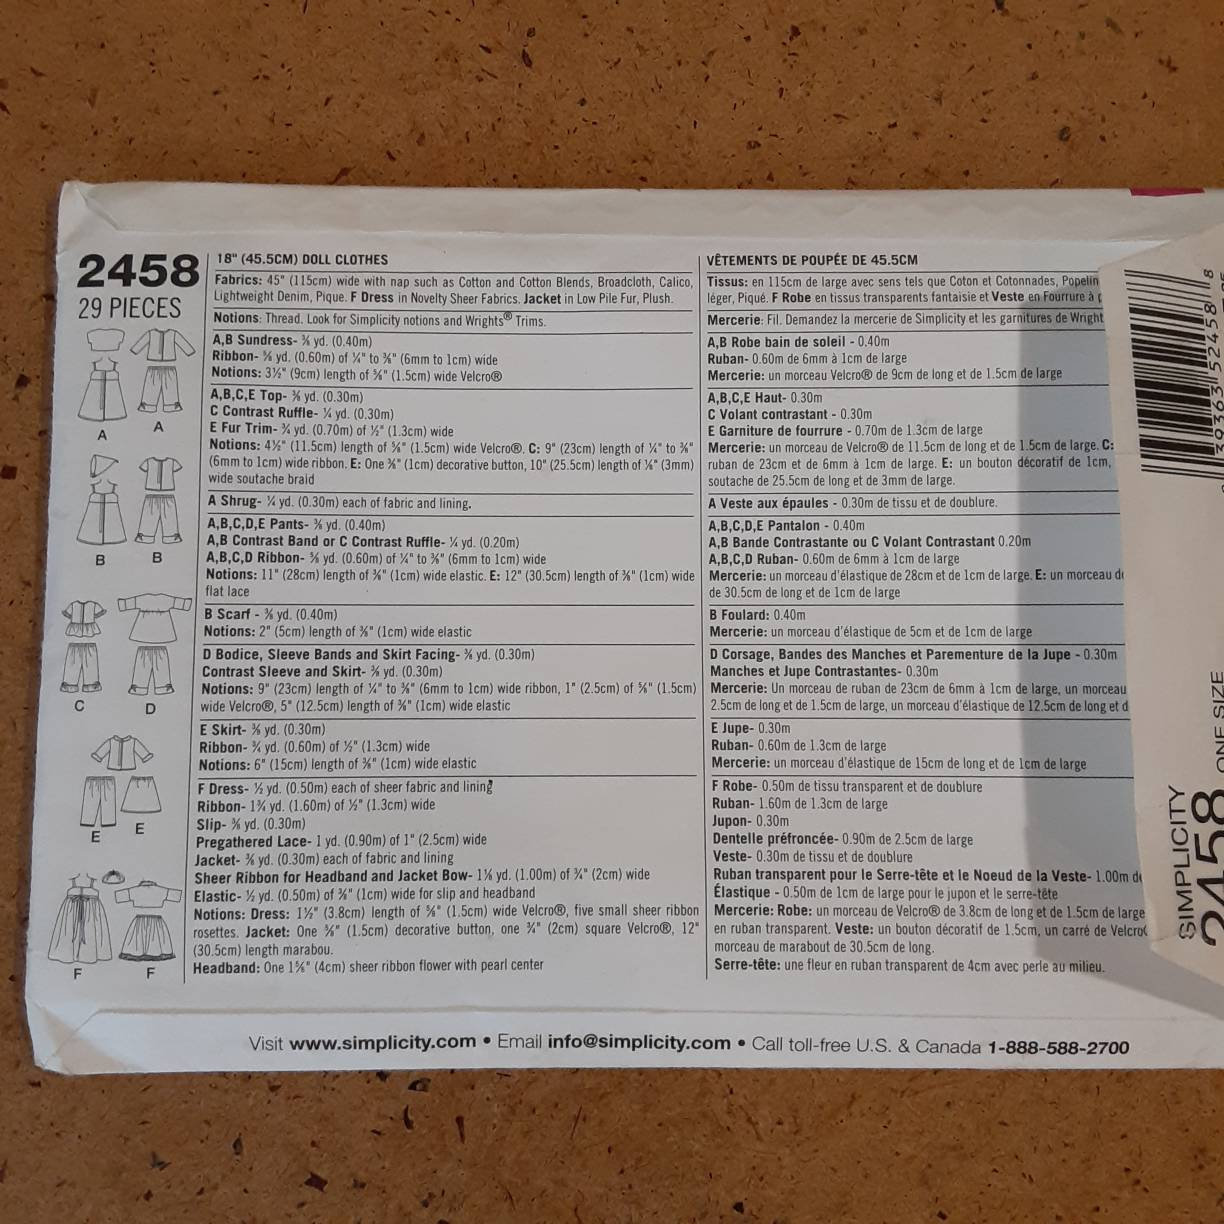 2458
29 PIECES
18" (45.5CM) DOLL CLOTHES
Fabrics: 45" (115cm) wide with nap such as Cotton and Cotton Blends, Broadcloth, Calico,
Lightweight Denim, Pique. F Dress in Novelty Sheer Fabrics. Jacket in Low Pile Fur, Plush.
Notions: Thread. Look for Simplicity notions and Wrights® Trims.
A,B Sundress- ⅜ yd. (0.40m)
Ribbon- ⅝ yd. (0.60m) of ¼" to ⅜" (6mm to 1cm) wide
Notions: 3½" (9cm) length of ⅝" (1.5cm) wide Velcro®
A,B,C,E Top- ⅜ yd. (0.30m)
C Contrast Ruffle- ¼ yd. (0.30m)
E Fur Trim- ¾ yd. (0.70m) of ½" (1.3cm) wide
Notions: 4½" (11.5cm) length of ⅝" (1.5cm) wide Velcro®. C: 9" (23cm) length of ¼" to ⅜"
(6mm to 1cm) wide ribbon. E: One ⅜" (1cm) decorative button, 10" (25.5cm) length of ⅛" (3mm)
wide soutache braid
A Shrug- ¼ yd. (0.30m) each of fabric and lining.
A,B,C,D,E Pants- ⅜ yd. (0.40m)
A,B Contrast Band or C Contrast Ruffle- ¼ yd. (0.20m)
A,B,C,D Ribbon- ⅝ yd. (0.60m) of ¼" to ⅜" (6mm to 1cm) wide
Notions: 11" (28cm) length of ⅜" (1cm) wide elastic. E: 12" (30.5cm) length of ⅜" (1cm) wide
flat lace
B Scarf - ⅜ yd. (0.40m)
Notions: 2" (5cm) length of ⅜" (1cm) wide elastic
D Bodice, Sleeve Bands and Skirt Facing- ⅜ yd. (0.30m)
Contrast Sleeve and Skirt- ⅜ yd. (0.30m)
Notions: 9" (23cm) length of ¼" to ⅜" (6mm to 1cm) wide ribbon, 1" (2.5cm) of ⅝" (1.5cm)
wide Velcro®, 5" (12.5cm) length of ⅜" (1cm) wide elastic
E Skirt- ⅜ yd. (0.30m)
Ribbon- ¾ yd. (0.60m) of ½" (1.3cm) wide
Notions: 6" (15cm) length of ⅜" (1cm) wide elastic
F Dress- ½ yd. (0.50m) each of sheer fabric and lining
Ribbon- 1¾ yd. (1.60m) of ½" (1.3cm) wide
Slip- ⅜ yd. (0.30m)
Pregathered Lace- 1 yd. (0.90m) of 1" (2.5cm) wide
Jacket- ⅜ yd. (0.30m) each of fabric and lining
Sheer Ribbon for Headband and Jacket Bow- 1⅛ yd. (1.00m) of ¾" (2cm) wide
Elastic- ½ yd. (0.50m) of ⅜" (1cm) wide for slip and headband
Notions: Dress: 1½" (3.8cm) length of ⅝" (1.5cm) wide Velcro®, five small sheer ribbon
rosettes. Jacket: One ⅝" (1.5cm) decorative button, one ¾" (2cm) square Velcro®, 12"
(30.5cm) length marabou.
Headband: One 1⅝" (4cm) sheer ribbon flower with pearl center
VÊTEMENTS DE POUPÉE DE 45.5CM
Tissus: en 115cm de large avec sens tels que Coton et Cotonnades, Popelin
léger, Piqué. F Robe en tissus transparents fantaisie et Veste en Fourrure à
Mercerie: Fil. Demandez la mercerie de Simplicity et les garnitures de Wright
A,B Robe bain de soleil - 0.40m
Ruban- 0.60m de 6mm à 1cm de large
Mercerie: un morceau Velcro® de 9cm de long et de 1.5cm de large
A,B,C,E Haut- 0.30m
C Volant contrastant - 0.30m
E Garniture de fourrure - 0.70m de 1.3cm de large
Mercerie: un morceau de Velcro® de 11.5cm de long et de 1.5cm de large. C:
ruban de 23cm et de 6mm à 1cm de large. E: un bouton décoratif de 1cm,
soutache de 25.5cm de long et de 3mm de large.
A Veste aux épaules - 0.30m de tissu et de doublure.
A,B,C,D,E Pantalon - 0.40m
A,B Bande Contrastante ou C Volant Contrastant 0.20m
A,B,C,D Ruban- 0.60m de 6mm à 1cm de large
Mercerie: un morceau d'élastique de 28cm et de 1cm de large. E: un morceau d
de 30.5cm de long et de 1cm de large
B Foulard: 0.40m
Mercerie: un morceau d'élastique de 5cm et de 1cm de large
D Corsage, Bandes des Manches et Parementure de la Jupe - 0.30m
Manches et Jupe Contrastantes- 0.30m
Mercerie: Un morceau de ruban de 23cm de 6mm à 1cm de large, un morceau
2.5cm de long et de 1.5cm de large, un morceau d'élastique de 12.5cm de long et d
E Jupe- 0.30m
Ruban- 0.60m de 1.3cm de large
Mercerie: un morceau d'élastique de 15cm de long et de 1cm de large
F Robe- 0.50m de tissu transparent et de doublure
Ruban- 1.60m de 1.3cm de large
Jupon- 0.30m
Dentelle préfroncée- 0.90m de 2.5cm de large
Veste- 0.30m de tissu et de doublure
Ruban transparent pour le Serre-tête et le Noeud de la Veste- 1.00m d
Élastique - 0.50m de 1cm de large pour le jupon et le serre-tête
Mercerie: Robe: un morceau de Velcro® de 3.8cm de long et de 1.5cm de large
en ruban transparent. Veste: un bouton décoratif de 1.5cm, un carré de Velcro
morceau de marabout de 30.5cm de long.
Serre-tête: une fleur en ruban transparent de 4cm avec perle au milieu.
A
A
B
B
C
D
E
E
F
F
SIMPLICITY
2458 ONE SIZE
39363 52458 8
Visit www.simplicity.com • Email info@simplicity.com • Call toll-free U.S. & Canada 1-888-588-2700